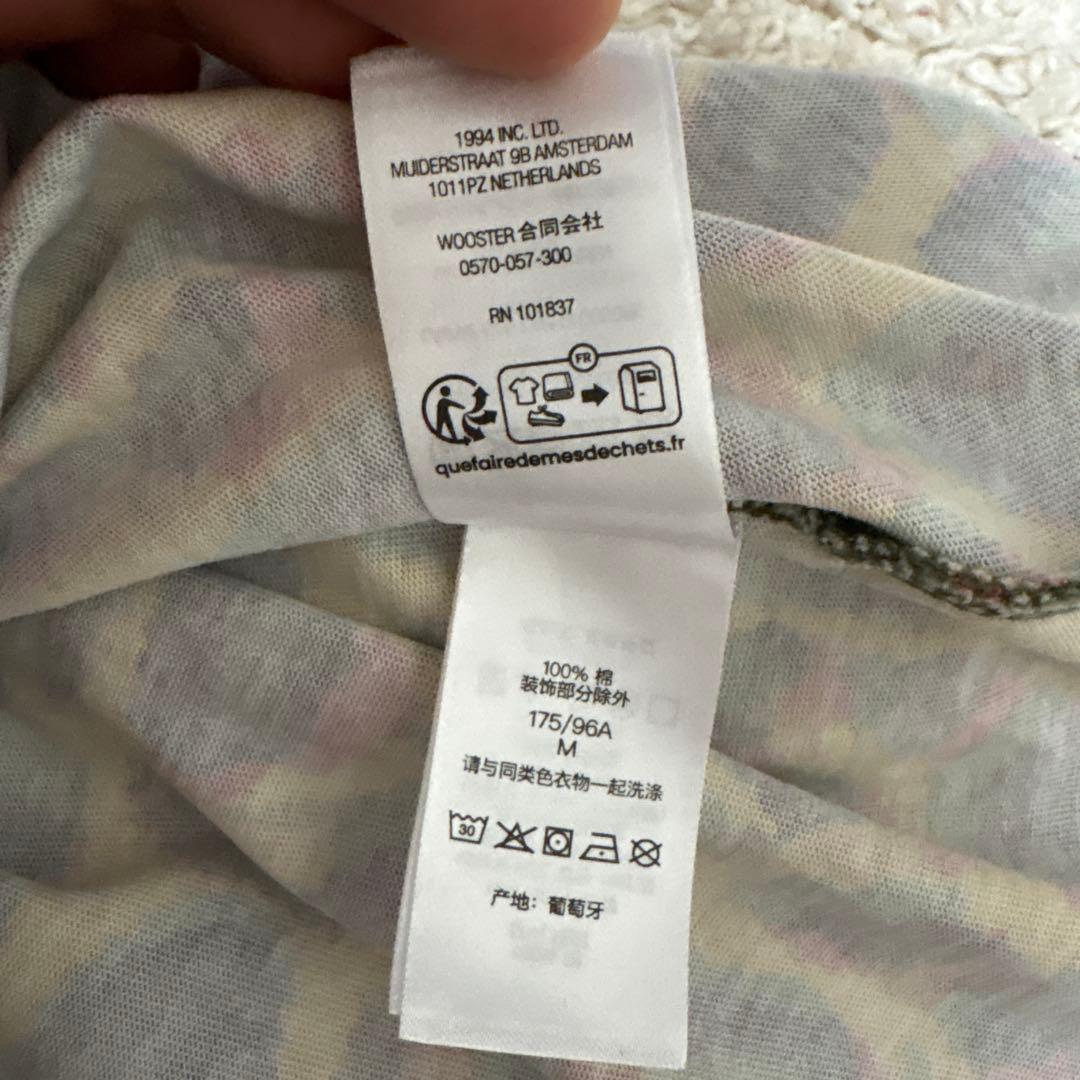 1994 INC. LTD.
MUIDERSTRAAT 9B AMSTERDAM
1011PZ NETHERLANDS
WOOSTER 合同会社
0570-057-300
RN 101837
FR
quefairedemesdechets.fr
100% 棉
装饰部分除外
175/96A
M
请与同类色衣物一起洗涤
30
产地：葡萄牙